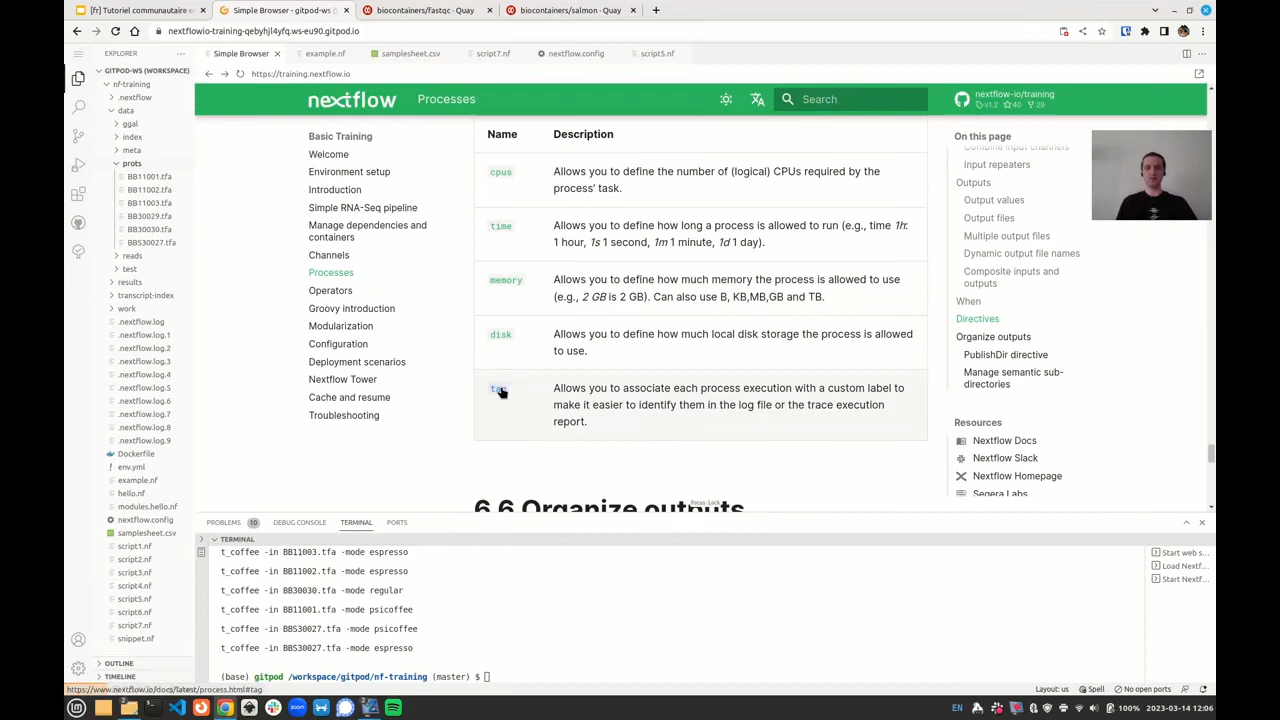 [fr] Tutoriel communautaire e
Simple Browser - gitpod-ws (
biocontainers/fastqc · Quay
biocontainers/salmon · Quay
nextflowio-training-qebyhjl4yfq.ws-eu90.gitpod.io
EXPLORER
Simple Browser
example.nf
samplesheet.csv
script7.nf
nextflow.config
script5.nf
https://training.nextflow.io
GITPOD-WS (WORKSPACE)
nf-training
.nextflow
data
ggal
index
meta
prots
BB11001.tfa
BB11002.tfa
BB11003.tfa
BB30029.tfa
BB30030.tfa
BBS30027.tfa
reads
test
results
transcript-index
work
.nextflow.log
.nextflow.log.1
.nextflow.log.2
.nextflow.log.3
.nextflow.log.4
.nextflow.log.5
.nextflow.log.6
.nextflow.log.7
.nextflow.log.8
.nextflow.log.9
Dockerfile
env.yml
example.nf
hello.nf
modules.hello.nf
nextflow.config
samplesheet.csv
script1.nf
script2.nf
script3.nf
script4.nf
script5.nf
script6.nf
script7.nf
snippet.nf
OUTLINE
TIMELINE
nextflow
Processes
Search
nextflow-io/training
v1.2 40 29
Basic Training
Welcome
Environment setup
Introduction
Simple RNA-Seq pipeline
Manage dependencies and
containers
Channels
Processes
Operators
Groovy introduction
Modularization
Configuration
Deployment scenarios
Nextflow Tower
Cache and resume
Troubleshooting
Name Description
cpus Allows you to define the number of (logical) CPUs required by the
process' task.
time Allows you to define how long a process is allowed to run (e.g., time 1h:
1 hour, 1s 1 second, 1m 1 minute, 1d 1 day).
memory Allows you to define how much memory the process is allowed to use
(e.g., 2 GB is 2 GB). Can also use B, KB,MB,GB and TB.
disk Allows you to define how much local disk storage the process is allowed
to use.
Allows you to associate each process execution with a custom label to
make it easier to identify them in the log file or the trace execution
report.
6.6 Organize outputs
Focus Lock
On this page
Combine input channels
Input repeaters
Outputs
Output values
Output files
Multiple output files
Dynamic output file names
Composite inputs and
outputs
When
Directives
Organize outputs
PublishDir directive
Manage semantic sub-
directories
Resources
Nextflow Docs
Nextflow Slack
Nextflow Homepage
Seqera Labs
PROBLEMS 10 DEBUG CONSOLE TERMINAL PORTS
TERMINAL
t_coffee -in BB11003.tfa -mode espresso
t_coffee -in BB11002.tfa -mode espresso
t_coffee -in BB30030.tfa -mode regular
t_coffee -in BB11001.tfa -mode psicoffee
t_coffee -in BBS30027.tfa -mode psicoffee
t_coffee -in BBS30027.tfa -mode espresso
(base) gitpod /workspace/gitpod/nf-training (master) $
Start web s...
Load Nextf...
Start Nextf...
https://www.nextflow.io/docs/latest/process.html#tag
Layout: us
Spell
No open ports
EN
100%
2023-03-14 12:06